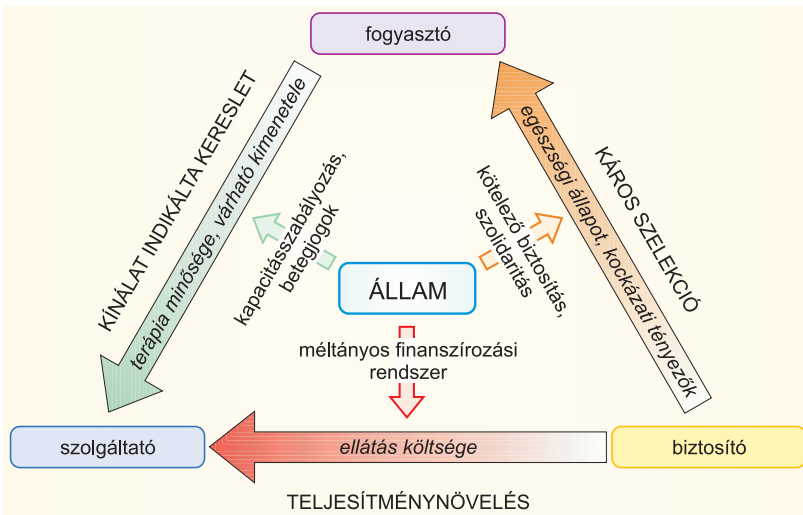 fogyasztó
KÍNÁLAT INDIKÁLTA KERESLET
terápia minősége, várható kimenetele
kapacitásszabályozás,
betegjogok
kötelező biztosítás,
szolidaritás
egészségi állapot, kockázati tényezők
KÁROS SZELEKCIÓ
ÁLLAM
méltányos finanszírozási
rendszer
szolgáltató
ellátás költsége
biztosító
TELJESÍTMÉNYNÖVELÉS